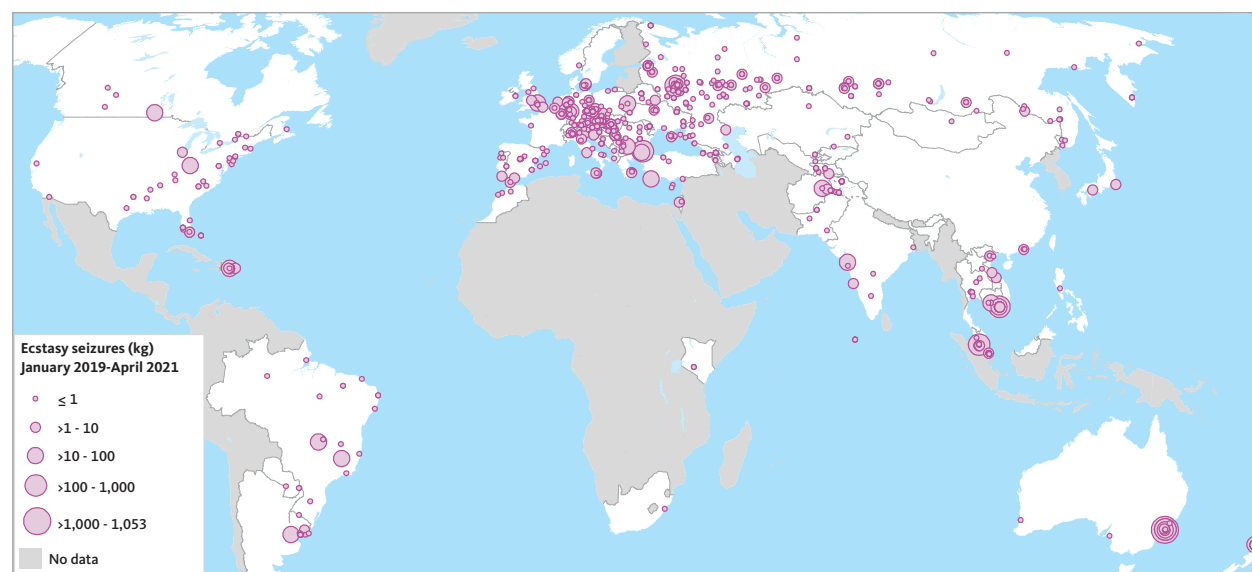 Ecstasy seizures (kg)
January 2019-April 2021
≤ 1
>1 - 10
>10 - 100
>100 - 1,000
>1,000 - 1,053
No data